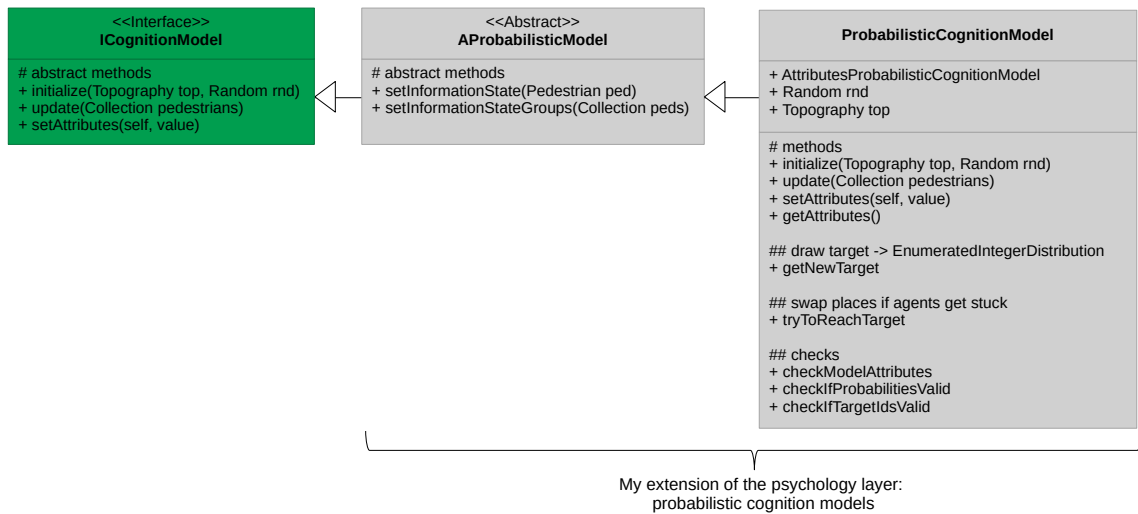 <<Interface>>
ICognitionModel
# abstract methods
+ initialize(Topography top, Random rnd)
+ update(Collection pedestrians)
+ setAttributes(self, value)
<<Abstract>>
AProbabilisticModel
# abstract methods
+ setInformationState(Pedestrian ped)
+ setInformationStateGroups(Collection peds)
ProbabilisticCognitionModel
+ AttributesProbabilisticCognitionModel
+ Random rnd
+ Topography top
# methods
+ initialize(Topography top, Random rnd)
+ update(Collection pedestrians)
+ setAttributes(self, value)
+ getAttributes()
## draw target -> EnumeratedIntegerDistribution
+ getNewTarget
## swap places if agents get stuck
+ tryToReachTarget
## checks
+ checkModelAttributes
+ checkIfProbabilitiesValid
+ checkIfTargetIdsValid
My extension of the psychology layer:
probabilistic cognition models